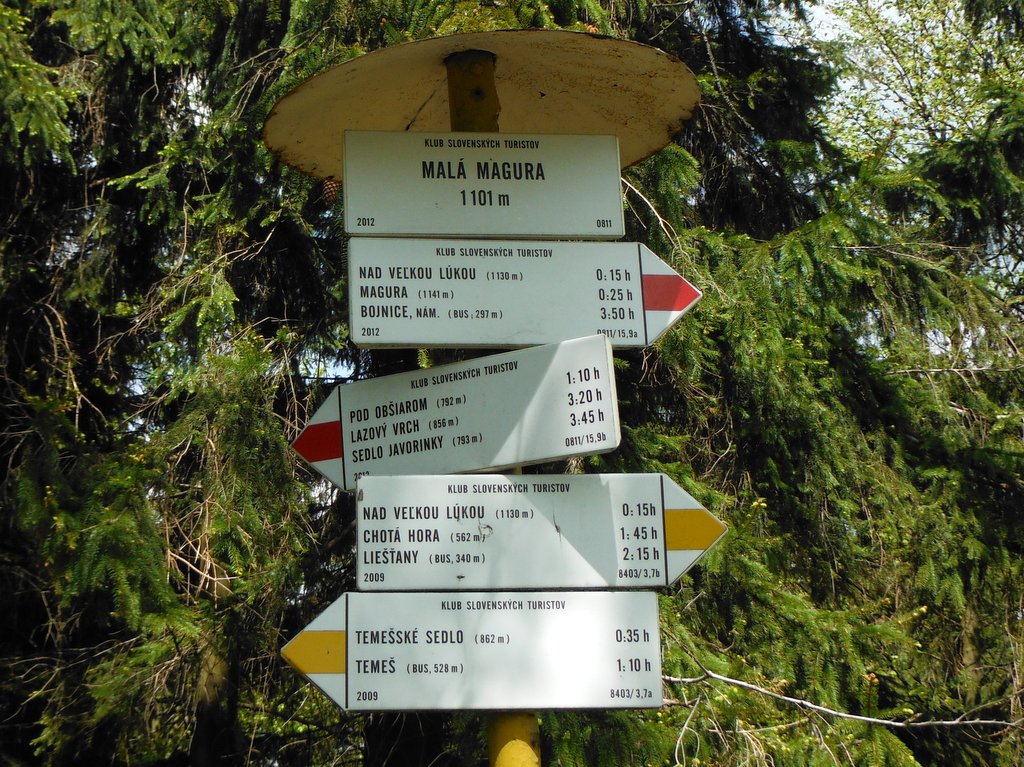 KLUB SLOVENSKÝCH TURISTOV
MALÁ MAGURA
1101 m
2012 0811
KLUB SLOVENSKÝCH TURISTOV
NAD VEĽKOU LÚKOU (1130 m) 0:15 h
MAGURA (1141 m) 0:25 h
BOJNICE, NÁM. (BUS, 297 m) 3:50 h
2012 0811/15,9a
KLUB SLOVENSKÝCH TURISTOV
POD OBŠIAROM (792 m) 1:10 h
LAZOVÝ VRCH (856 m) 3:20 h
SEDLO JAVORINKY (793 m) 3:45 h
2012 0811/15,9b
KLUB SLOVENSKÝCH TURISTOV
NAD VEĽKOU LÚKOU (1130 m) 0:15h
CHOTÁ HORA (562 m) 1:45 h
LIEŠŤANY (BUS, 340 m) 2:15 h
2009 8403/3,7b
KLUB SLOVENSKÝCH TURISTOV
TEMEŠSKÉ SEDLO (862 m) 0:35 h
TEMEŠ (BUS, 528 m) 1:10 h
2009 8403/3,7a